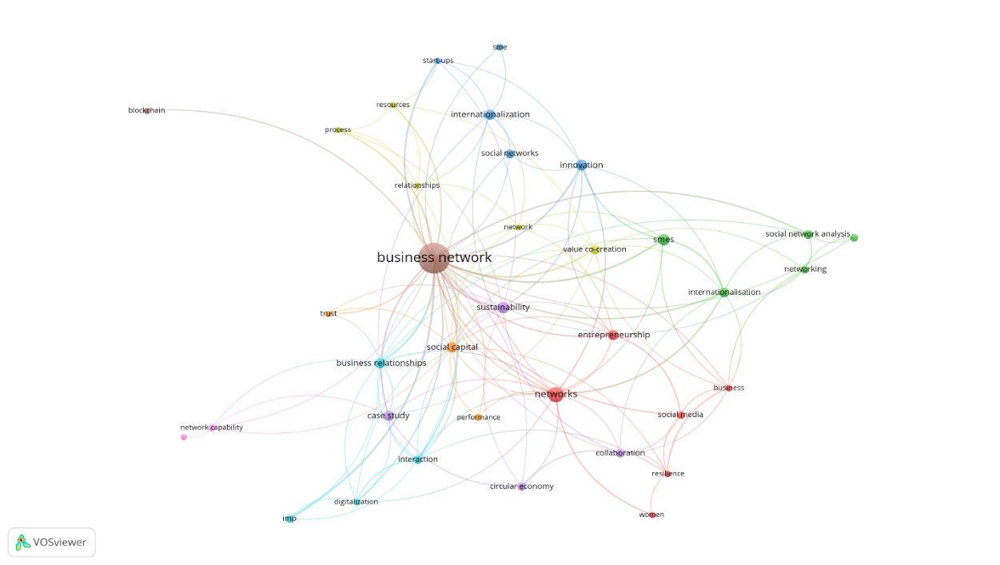 sme
start-ups
resources
blockchain
internationalization
process
social networks
innovation
relationships
network
social network analysis
smes
value co-creation
business network
networking
internationalisation
sustainability
trust
entrepreneurship
social capital
business relationships
business
networks
case study
social media
performance
network capability
collaboration
interaction
resilience
circular economy
digitalization
women
imp
VOSviewer